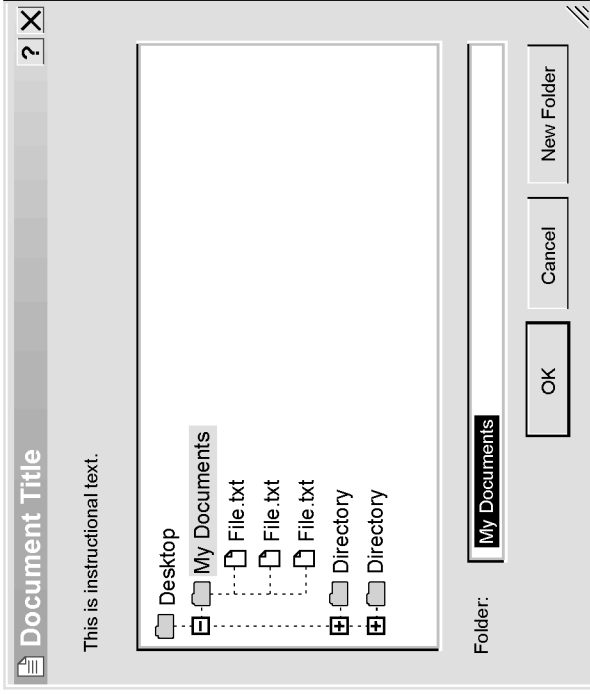 Document Title ? X
This is instructional text.
Desktop
My Documents
File.txt
File.txt
File.txt
Directory
Directory
Folder: My Documents
OK Cancel New Folder